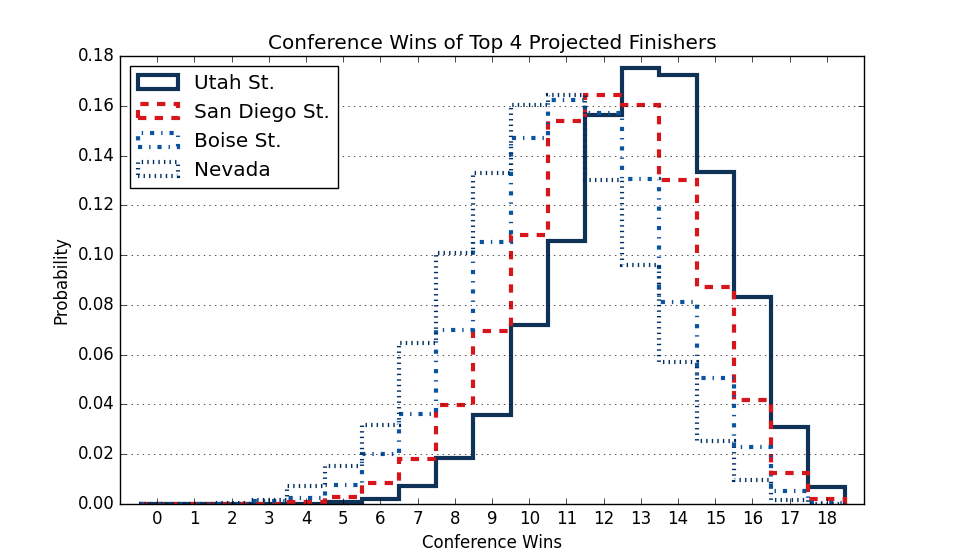 Conference Wins of Top 4 Projected Finishers
0.18
0.16
0.14
0.12
0.10
0.08
0.06
0.04
0.02
0.00
Probability
Utah St.
San Diego St.
Boise St.
Nevada
0 1 2 3 4 5 6 7 8 9 10 11 12 13 14 15 16 17 18
Conference Wins